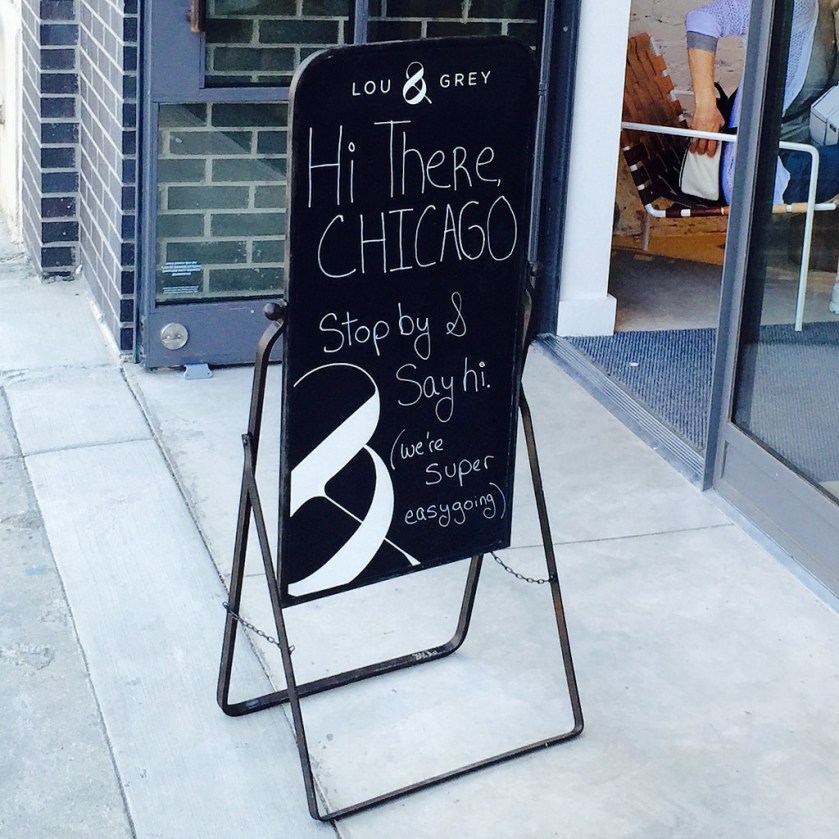 LOU & GREY
Hi There,
CHICAGO
Stop by &
Say hi.
(we're
super
easygoing)